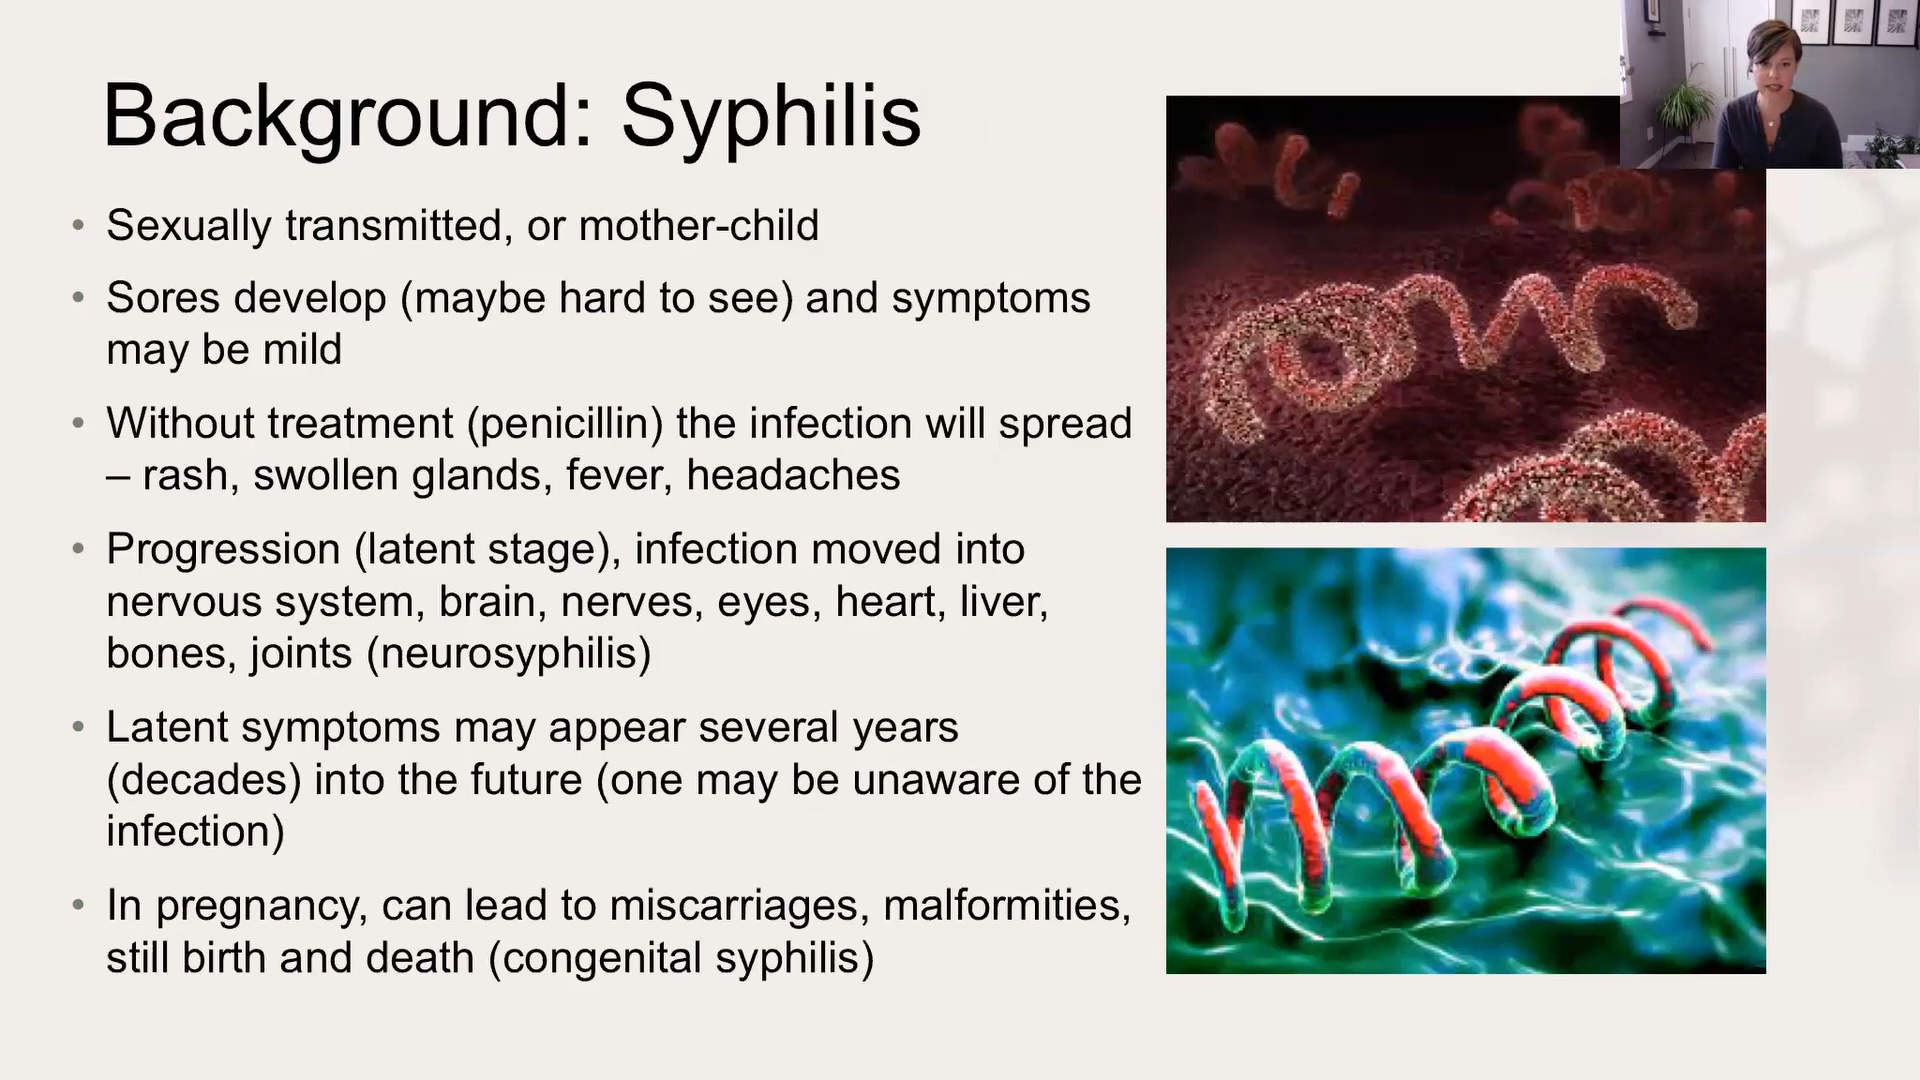 Background: Syphilis
• Sexually transmitted, or mother-child
• Sores develop (maybe hard to see) and symptoms
may be mild
• Without treatment (penicillin) the infection will spread
– rash, swollen glands, fever, headaches
• Progression (latent stage), infection moved into
nervous system, brain, nerves, eyes, heart, liver,
bones, joints (neurosyphilis)
• Latent symptoms may appear several years
(decades) into the future (one may be unaware of the
infection)
• In pregnancy, can lead to miscarriages, malformities,
still birth and death (congenital syphilis)